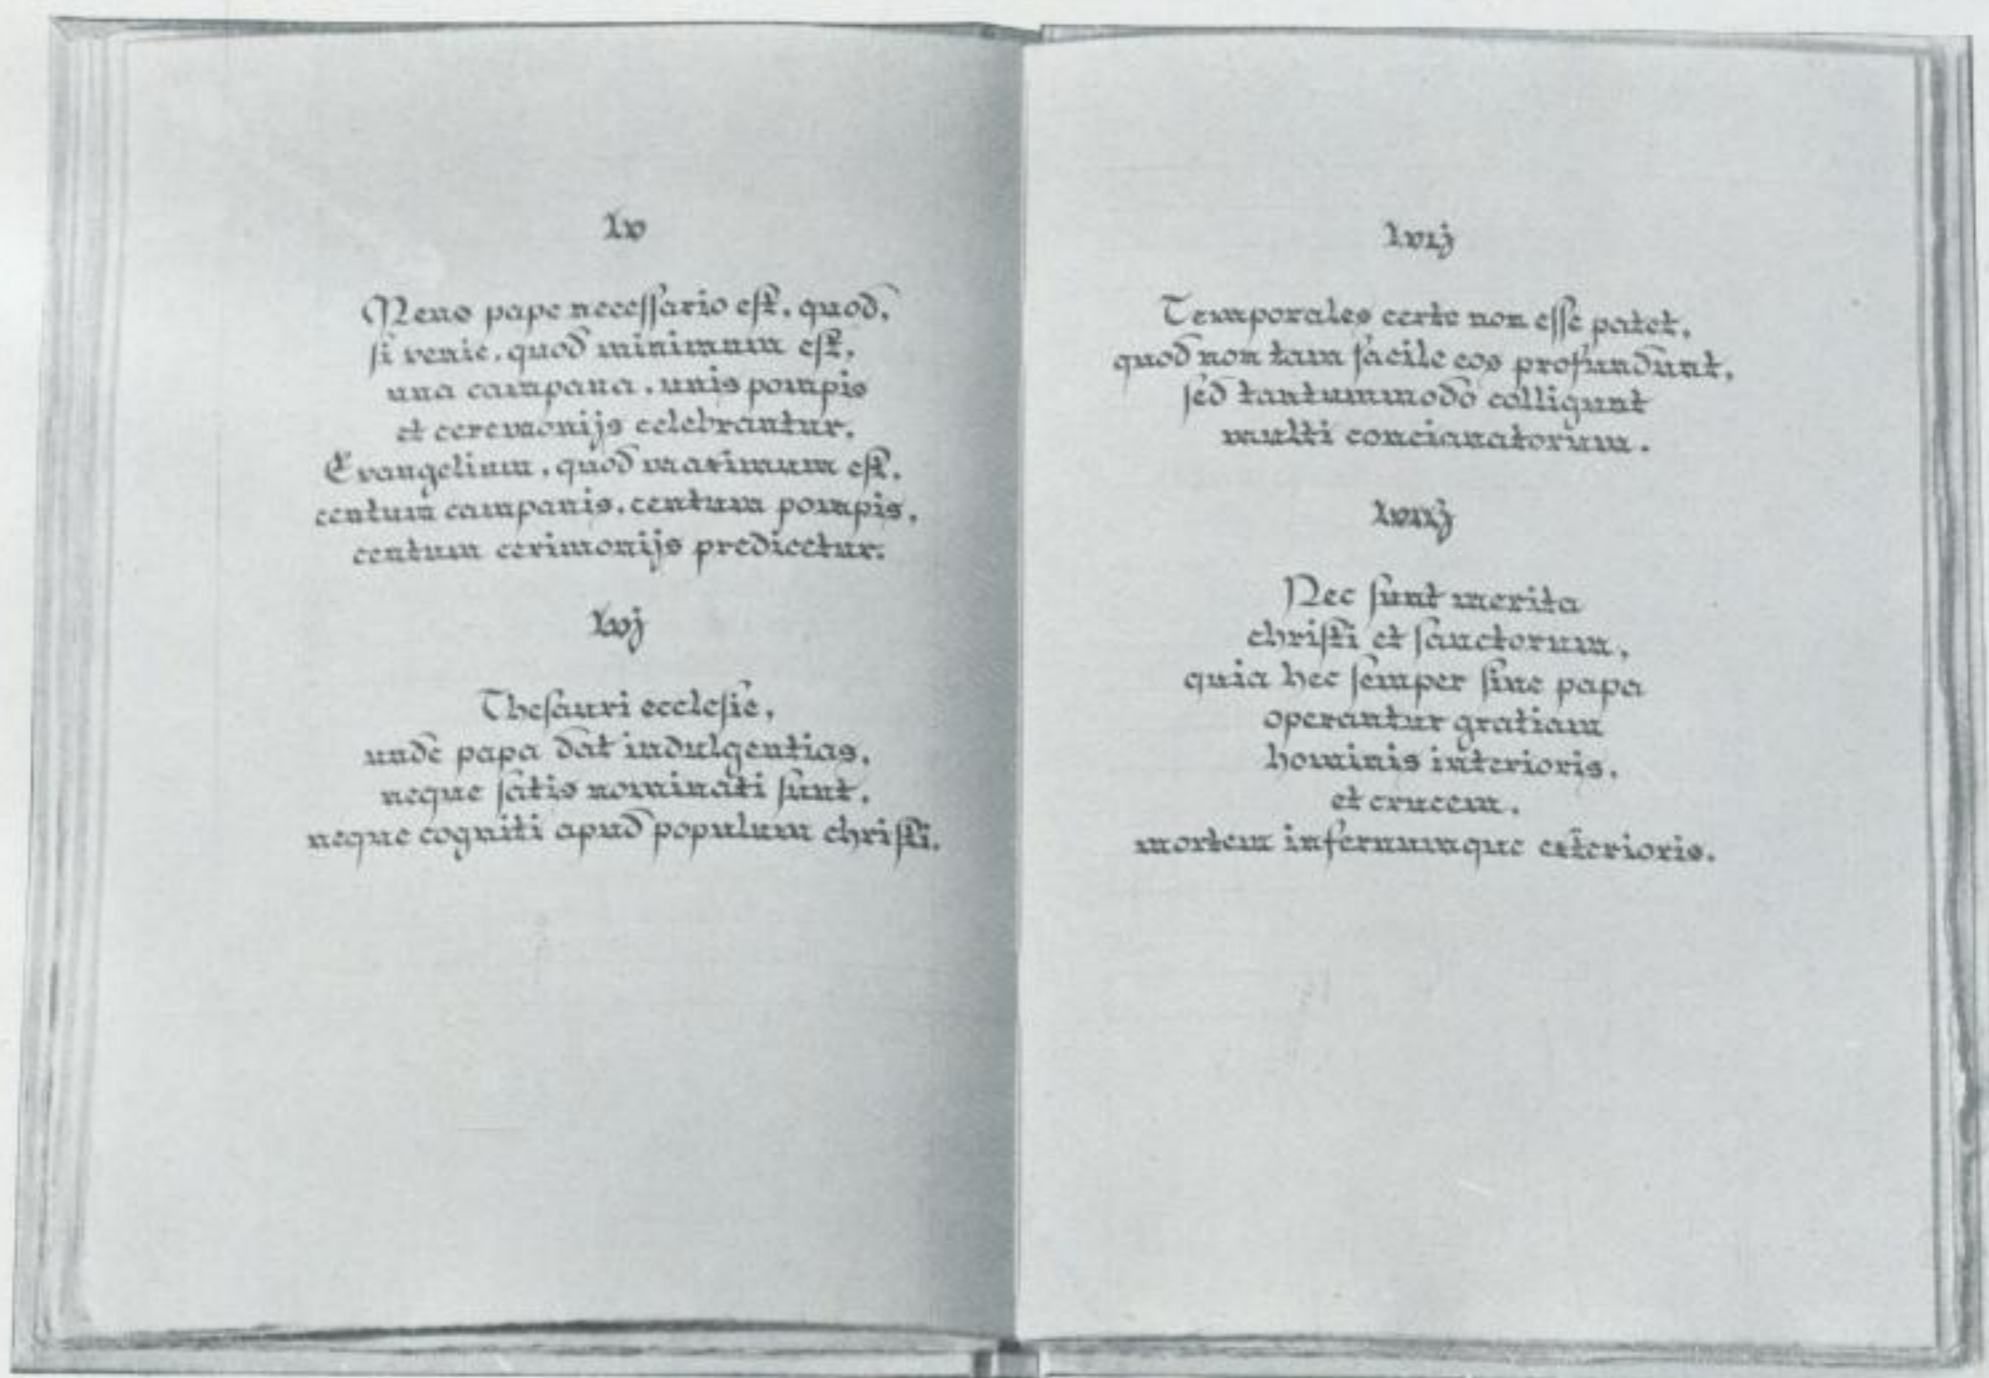 lv
Mens pape necessario est, quod,
si venie, quod minimum est,
una campana, unis pompis
et ceremonijs celebrantur,
Evangelium, quod maximum est,
centum campanis, centum pompis,
centum cerimonijs predicetur.
lvj
Thesauri ecclesie,
unde papa dat indulgentias,
neque satis nominati sunt,
neque cogniti apud populum christi.
lvij
Temporales certe non esse patet,
quod non tam facile eos profundunt,
sed tantummodo colligunt
multi concionatorum.
lviij
Nec sunt merita
christi et sanctorum,
quia hec semper sine papa
operantur gratiam
hominis interioris,
et crucem,
mortem infernumque exterioris.